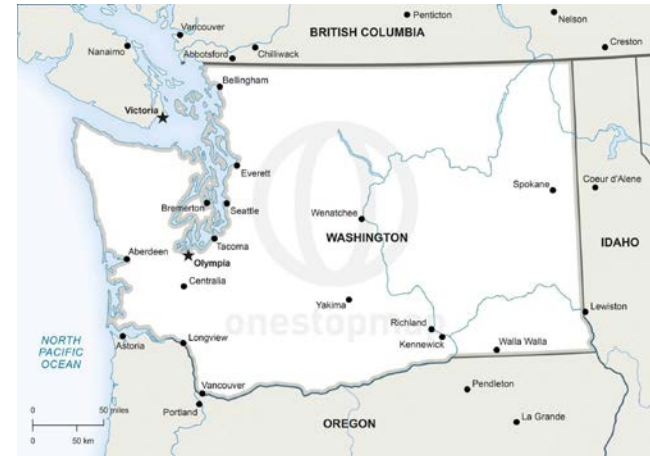 Penticton
Nelson
Vancouver
BRITISH COLUMBIA
Creston
Nanaimo
Abbotsford
Chilliwack
Bellingham
Victoria
Everett
Spokane
Coeur d'Alene
Bremerton
Seattle
Wenatchee
WASHINGTON
IDAHO
Tacoma
Aberdeen
Olympia
Centralia
Yakima
Lewiston
onestopmap
Richland
NORTH
PACIFIC
OCEAN
Astoria
Longview
Kennewick
Walla Walla
Vancouver
Pendleton
Portland
0
50 miles
La Grande
OREGON
0
50 km